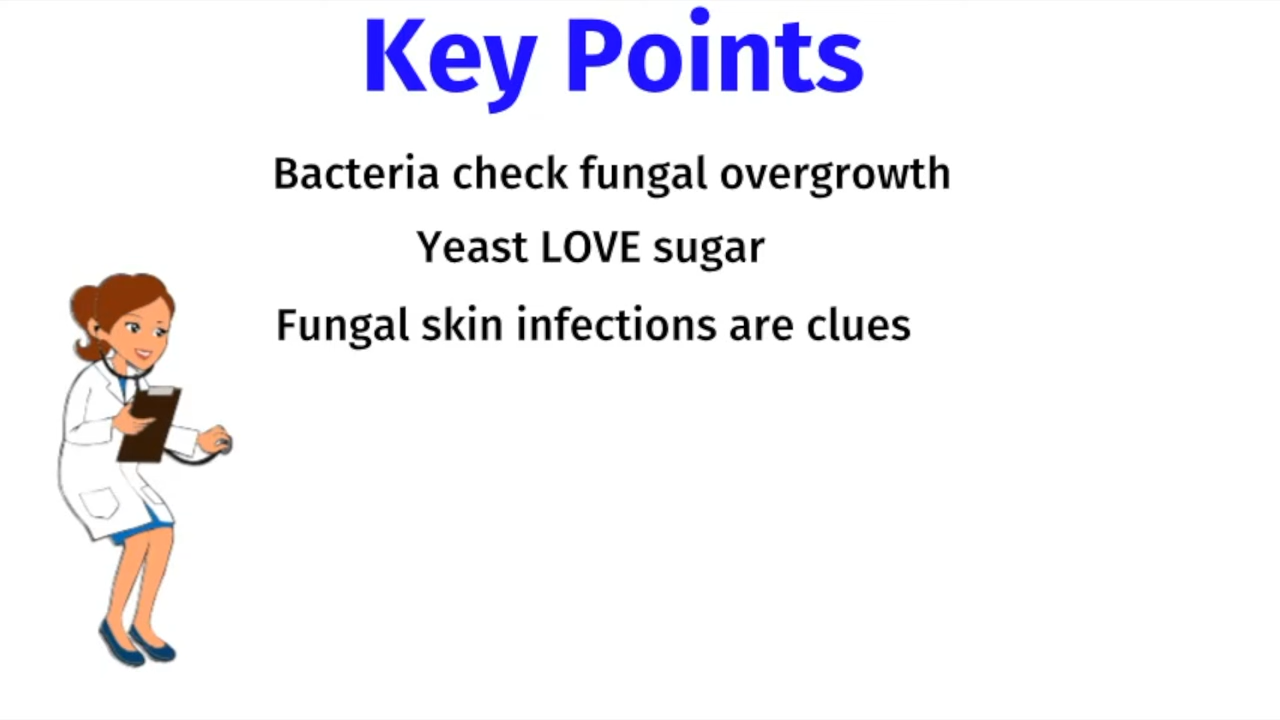 Key Points
Bacteria check fungal overgrowth
Yeast LOVE sugar
Fungal skin infections are clues